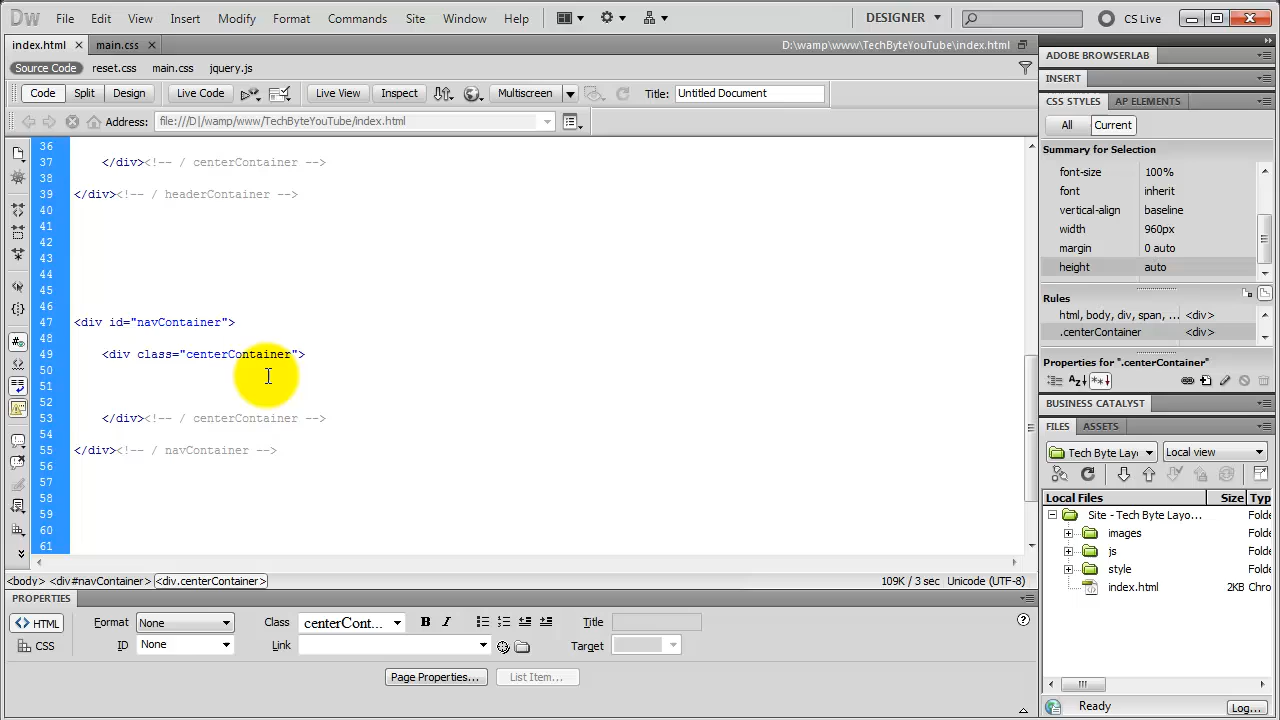 Dw File Edit View Insert Modify Format Commands Site Window Help DESIGNER CS Live
index.html main.css D:\wamp\www\TechByteYouTube\index.html
Source Code reset.css main.css jquery.js
Code Split Design Live Code Live View Inspect Multiscreen Title: Untitled Document
Address: file:///D|/wamp/www/TechByteYouTube/index.html
36
37 </div><!-- / centerContainer -->
38
39 </div><!-- / headerContainer -->
40
41
42
43
44
45
46
47 <div id="navContainer">
48
49 <div class="centerContainer">
50
51
52
53 </div><!-- / centerContainer -->
54
55 </div><!-- / navContainer -->
56
57
58
59
60
61
<body> <div#navContainer> <div.centerContainer> 109K / 3 sec Unicode (UTF-8)
PROPERTIES
<> HTML Format None Class centerCont... B I Title
CSS ID None Link Target
Page Properties... List Item...
ADOBE BROWSERLAB
INSERT
CSS STYLES AP ELEMENTS
All Current
Summary for Selection
font-size 100%
font inherit
vertical-align baseline
width 960px
margin 0 auto
height auto
Rules
html, body, div, span, ... <div>
.centerContainer <div>
Properties for ".centerContainer"
BUSINESS CATALYST
FILES ASSETS
Tech Byte Layo Local view
Local Files Size Typ
Site - Tech Byte Layo... Folde
images Folde
js Folde
style Folde
index.html 2KB Chro
Ready Log...